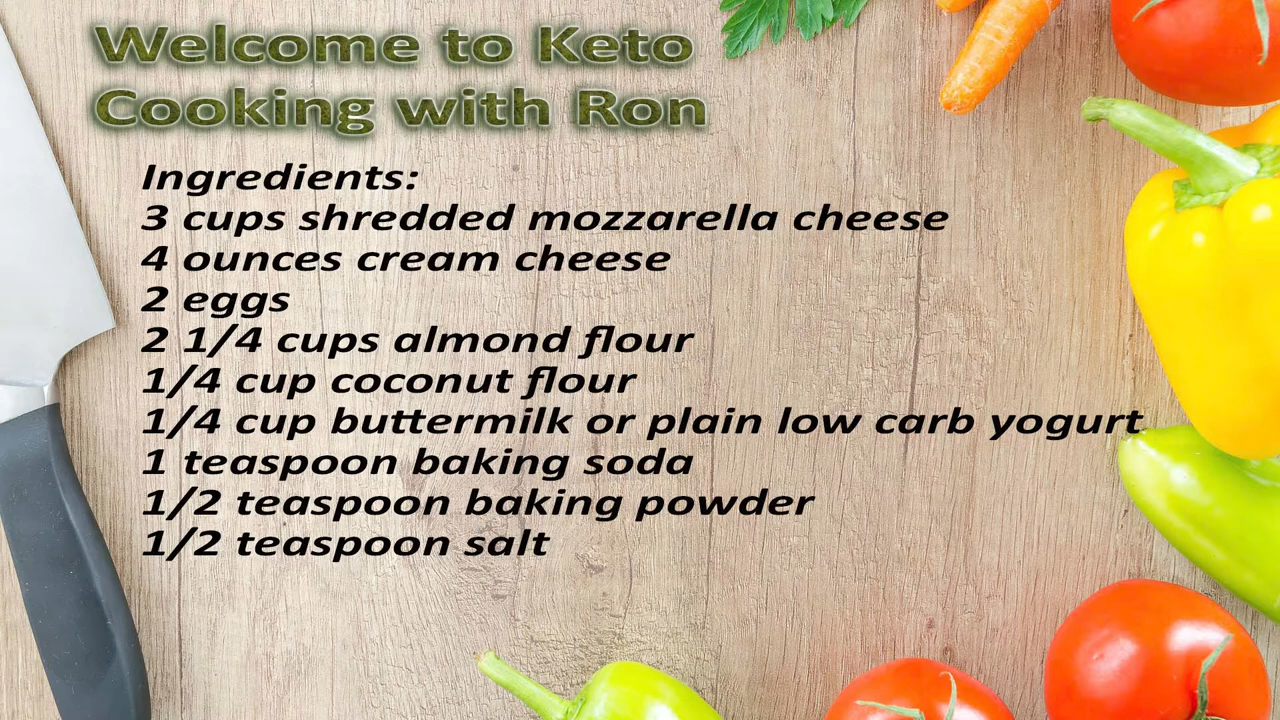 Welcome to Keto
Cooking with Ron
Ingredients:
3 cups shredded mozzarella cheese
4 ounces cream cheese
2 eggs
2 1/4 cups almond flour
1/4 cup coconut flour
1/4 cup buttermilk or plain low carb yogurt
1 teaspoon baking soda
1/2 teaspoon baking powder
1/2 teaspoon salt